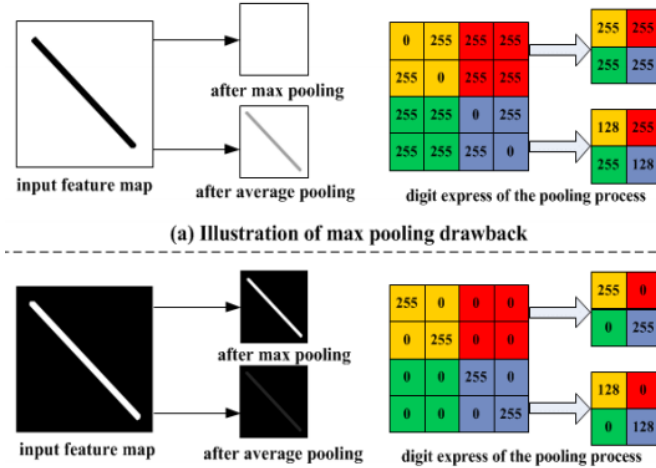 0 255 255 255
255 0 255 255
255 255 0 255
255 255 255 0
255 255
255 255
128 255
255 128
after max pooling
input feature map
after average pooling
digit express of the pooling process
(a) Illustration of max pooling drawback
255 0 0 0
0 255 0 0
0 0 255 0
0 0 0 255
255 0
0 255
128 0
0 128
after max pooling
input feature map
after average pooling
digit express of the pooling process